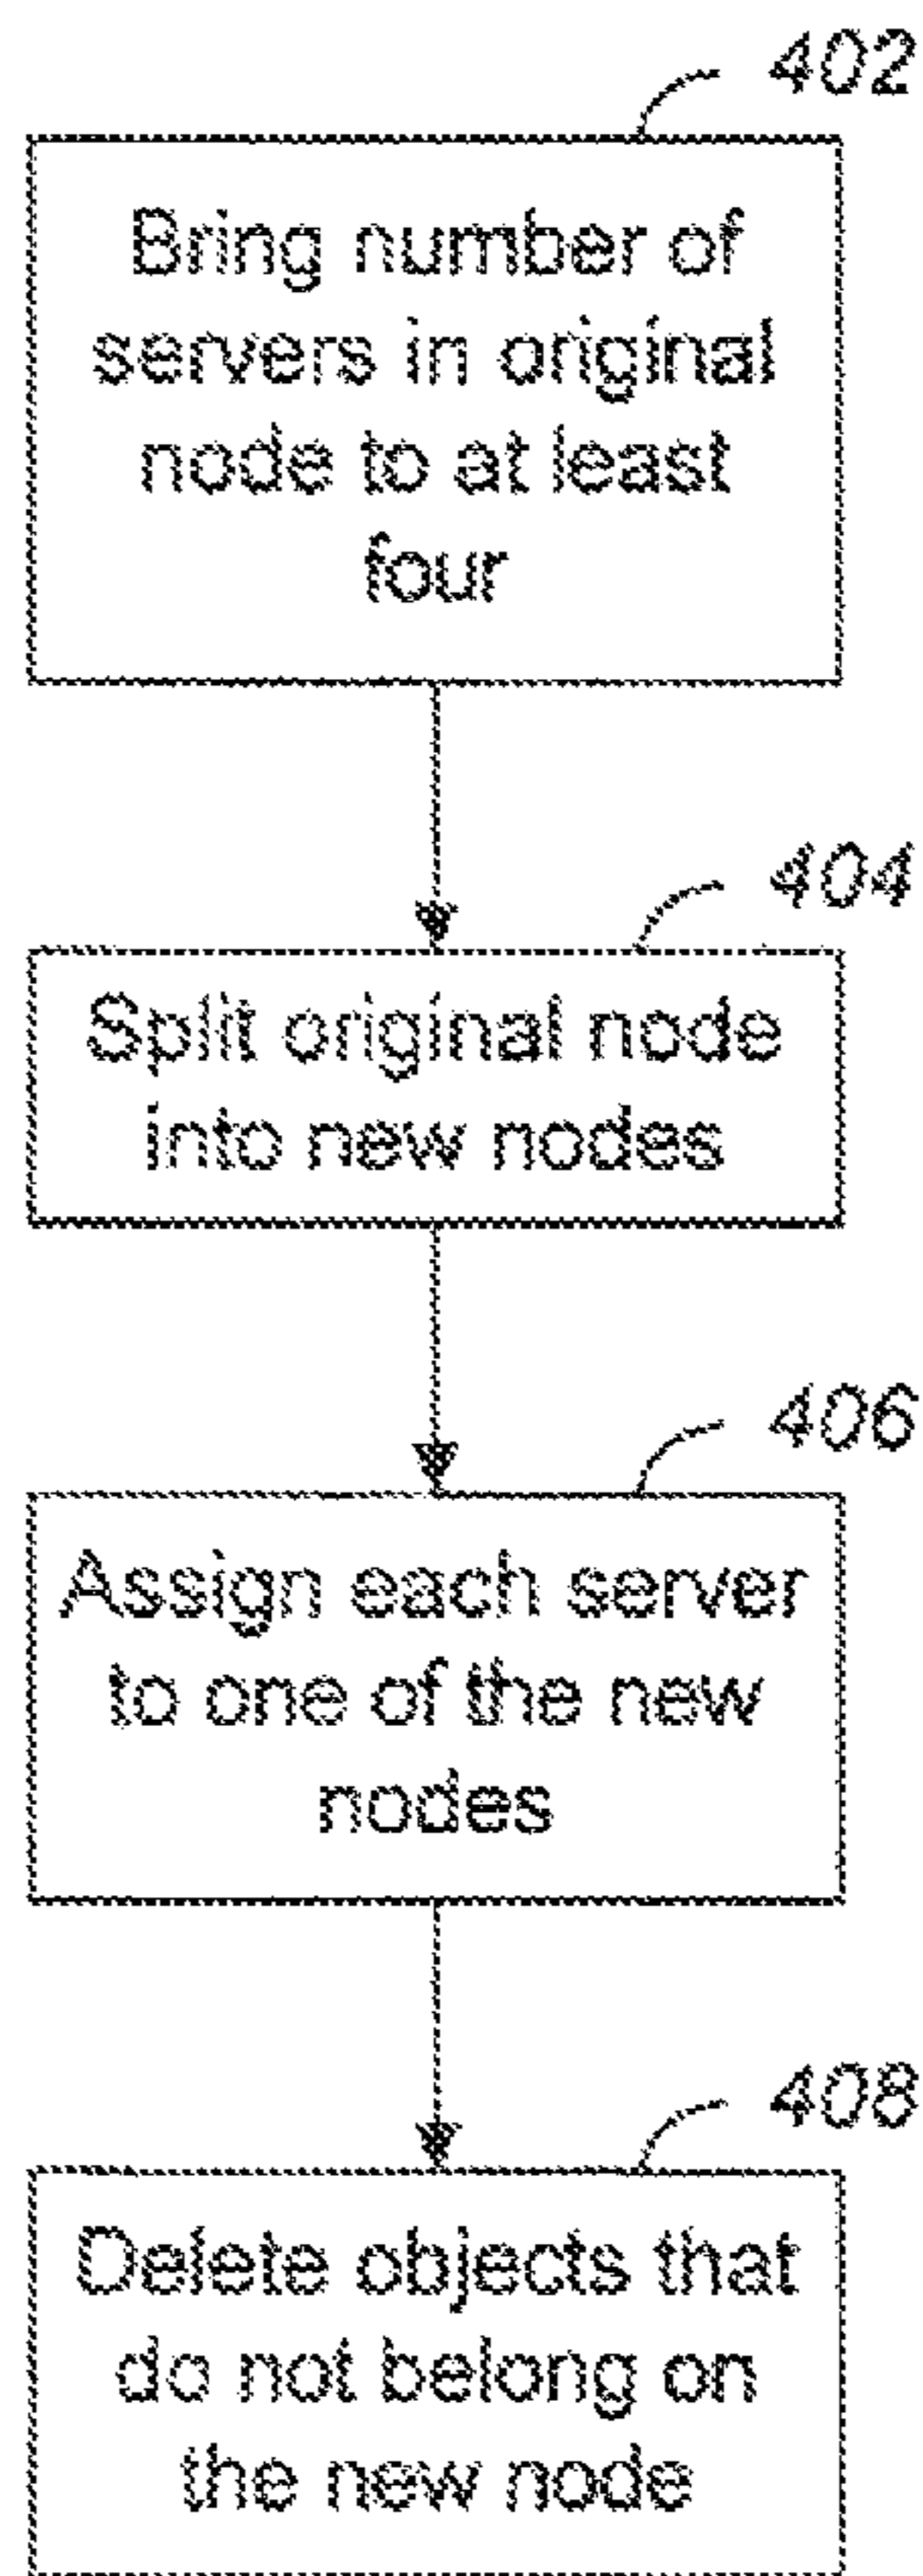 402
Bring number of
servers in original
node to at least
four
404
Split original node
into new nodes
406
Assign each server
to one of the new
nodes
408
Delete objects that
do not belong on
the new node